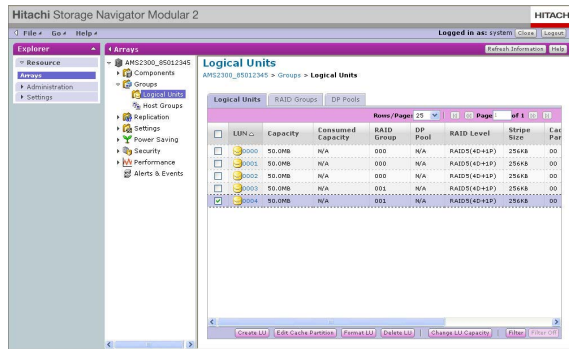 Hitachi Storage Navigator Modular 2
HITACH
File Go Help
Logged in as: system Close Logout
Explorer
Resource
Arrays
Administration
Settings
Arrays
Refresh Information Help
AMS2300_85012345
Components
Groups
Logical Units
Host Groups
Replication
Settings
Power Saving
Security
Performance
Alerts & Events
Logical Units
AMS2300_85012345 > Groups > Logical Units
Logical Units RAID Groups DP Pools
Rows/Page: 25 Page 1 of 1
LUN Capacity Consumed Capacity RAID Group DP Pool RAID Level Stripe Size Cac Par
0000 50.0MB N/A 000 N/A RAID5(4D+1P) 256KB 00
0001 50.0MB N/A 000 N/A RAID5(4D+1P) 256KB 00
0002 50.0MB N/A 000 N/A RAID5(4D+1P) 256KB 00
0003 50.0MB N/A 001 N/A RAID5(4D+1P) 256KB 00
0004 50.0MB N/A 001 N/A RAID5(4D+1P) 256KB 00
Create LU Edit Cache Partition Format LU Delete LU Change LU Capacity Filter Filter Off